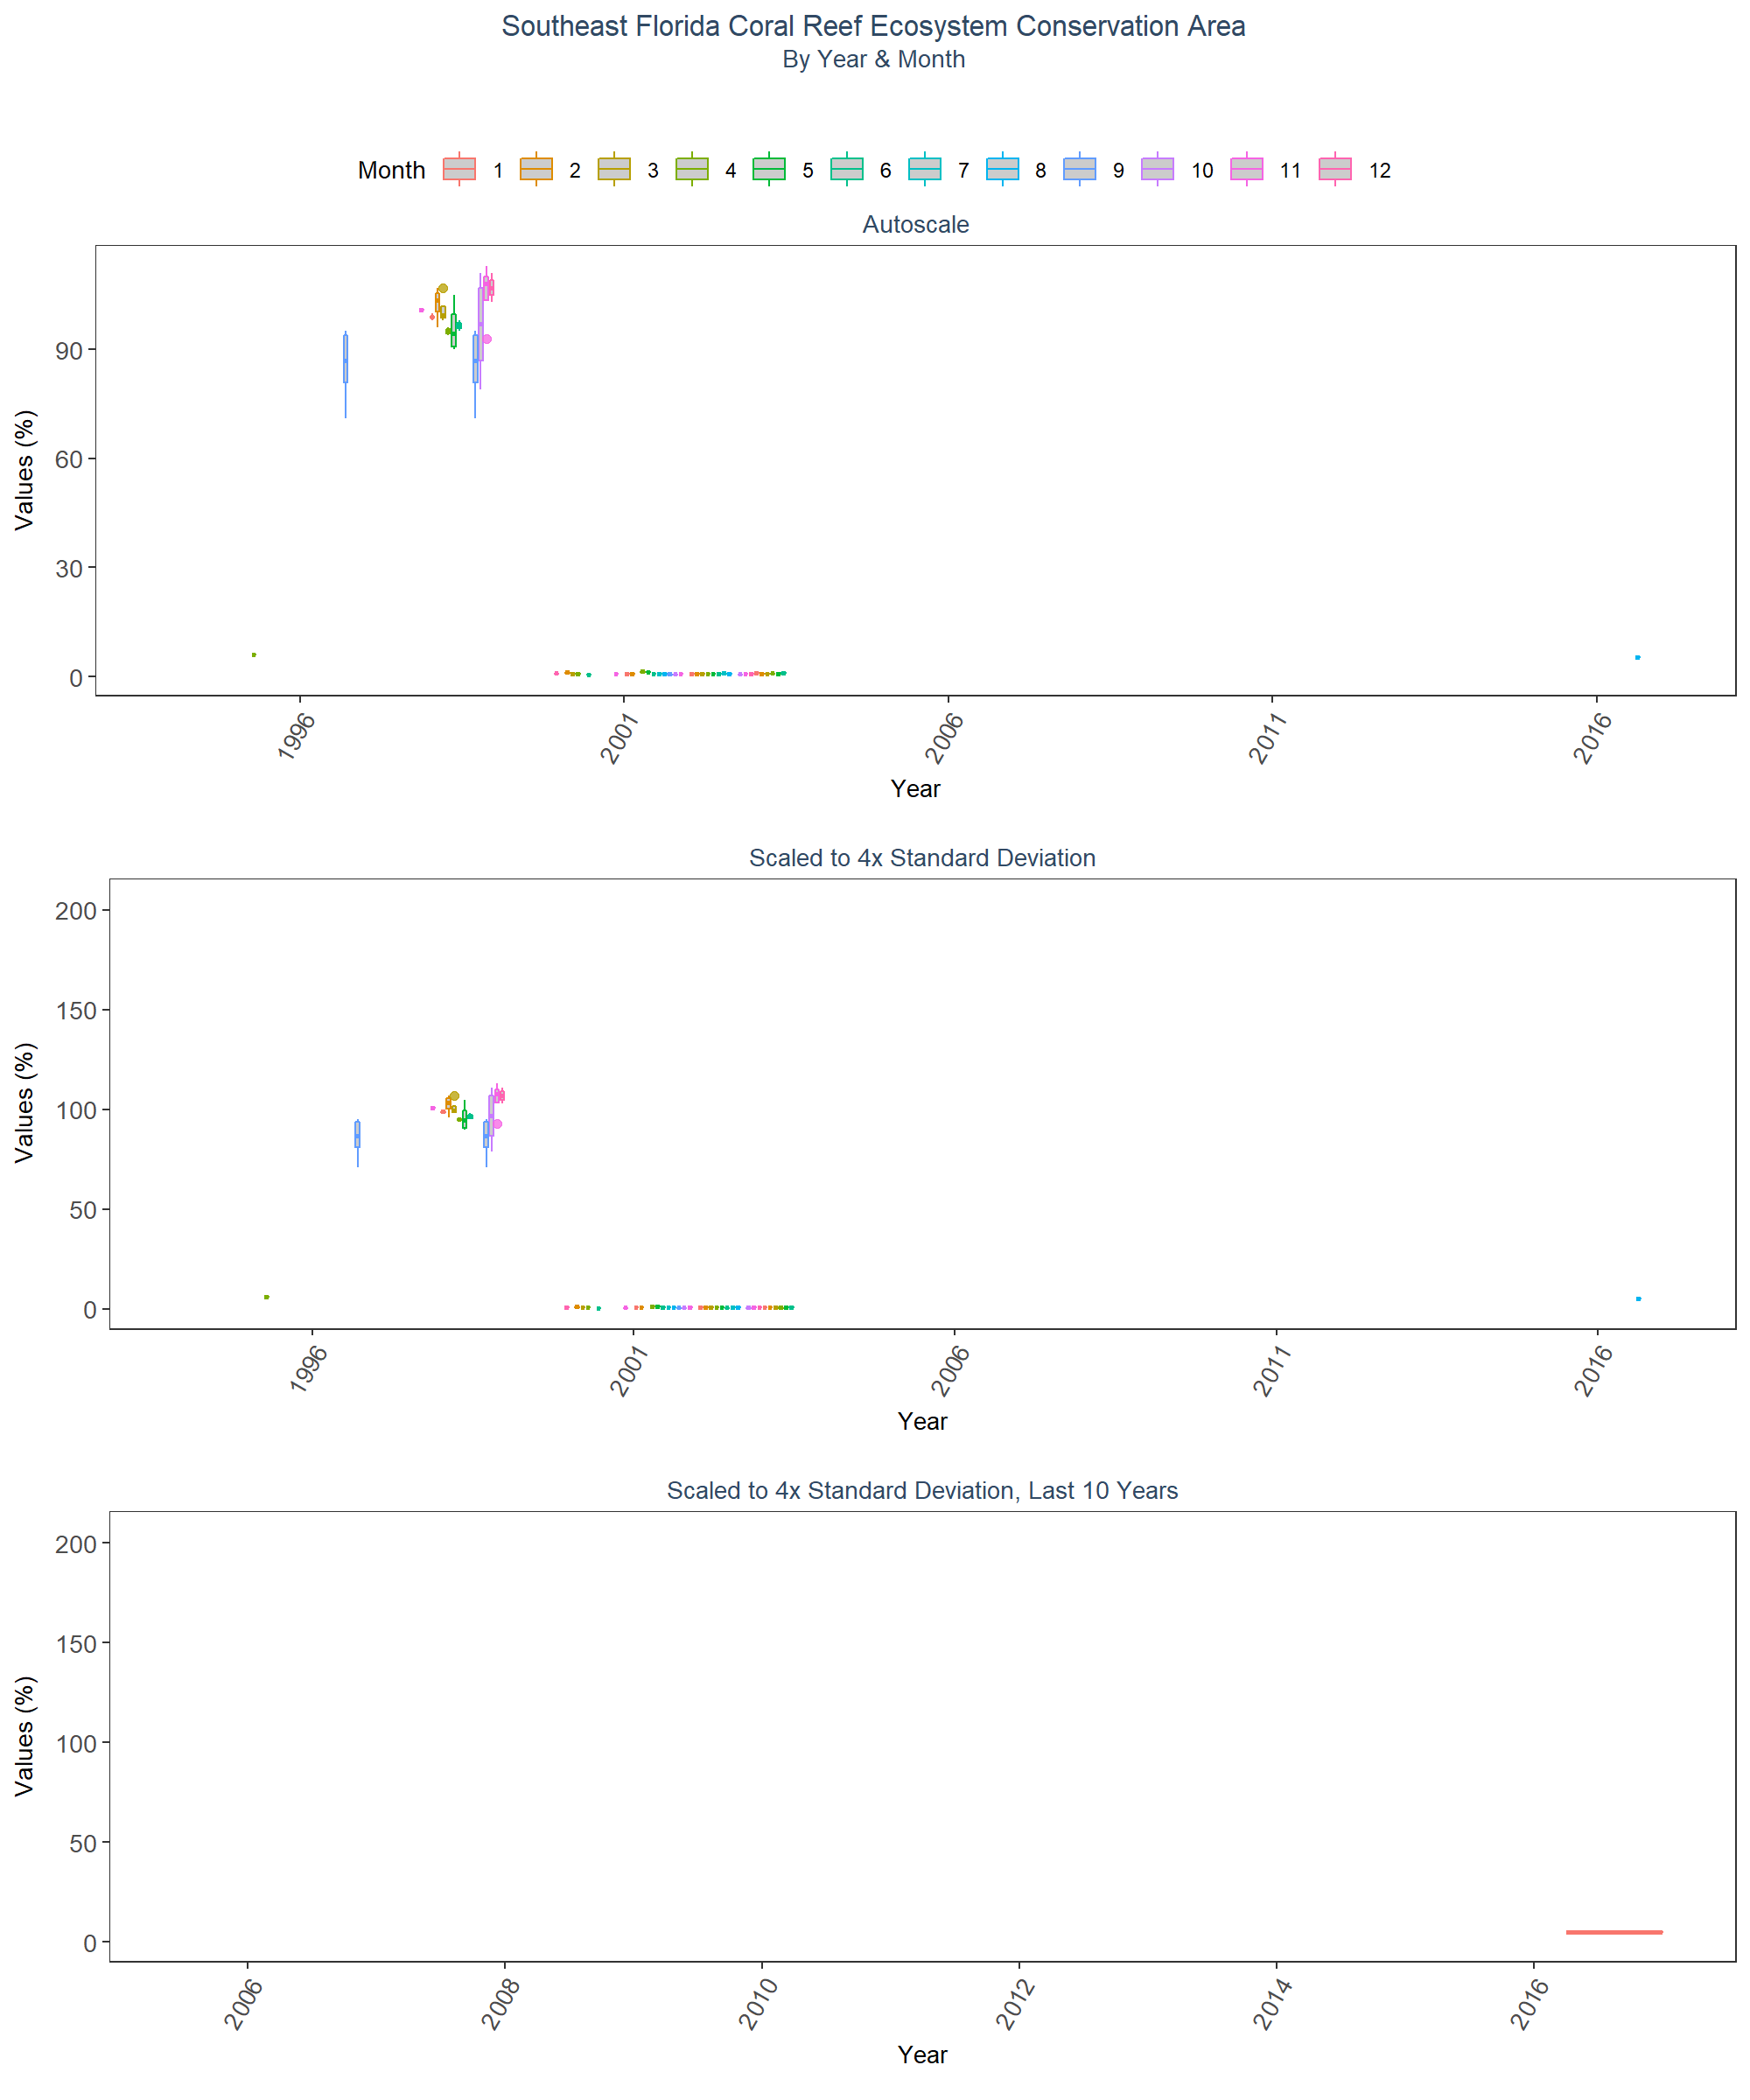 Southeast Florida Coral Reef Ecosystem Conservation Area
By Year & Month
Month 1 2 3 4 5 6 7 8 9 10 11 12
Autoscale
Values (%)
90
60
30
0
1996 2001 2006 2011 2016
Year
Scaled to 4x Standard Deviation
Values (%)
200
150
100
50
0
1996 2001 2006 2011 2016
Year
Scaled to 4x Standard Deviation, Last 10 Years
Values (%)
200
150
100
50
0
2006 2008 2010 2012 2014 2016
Year